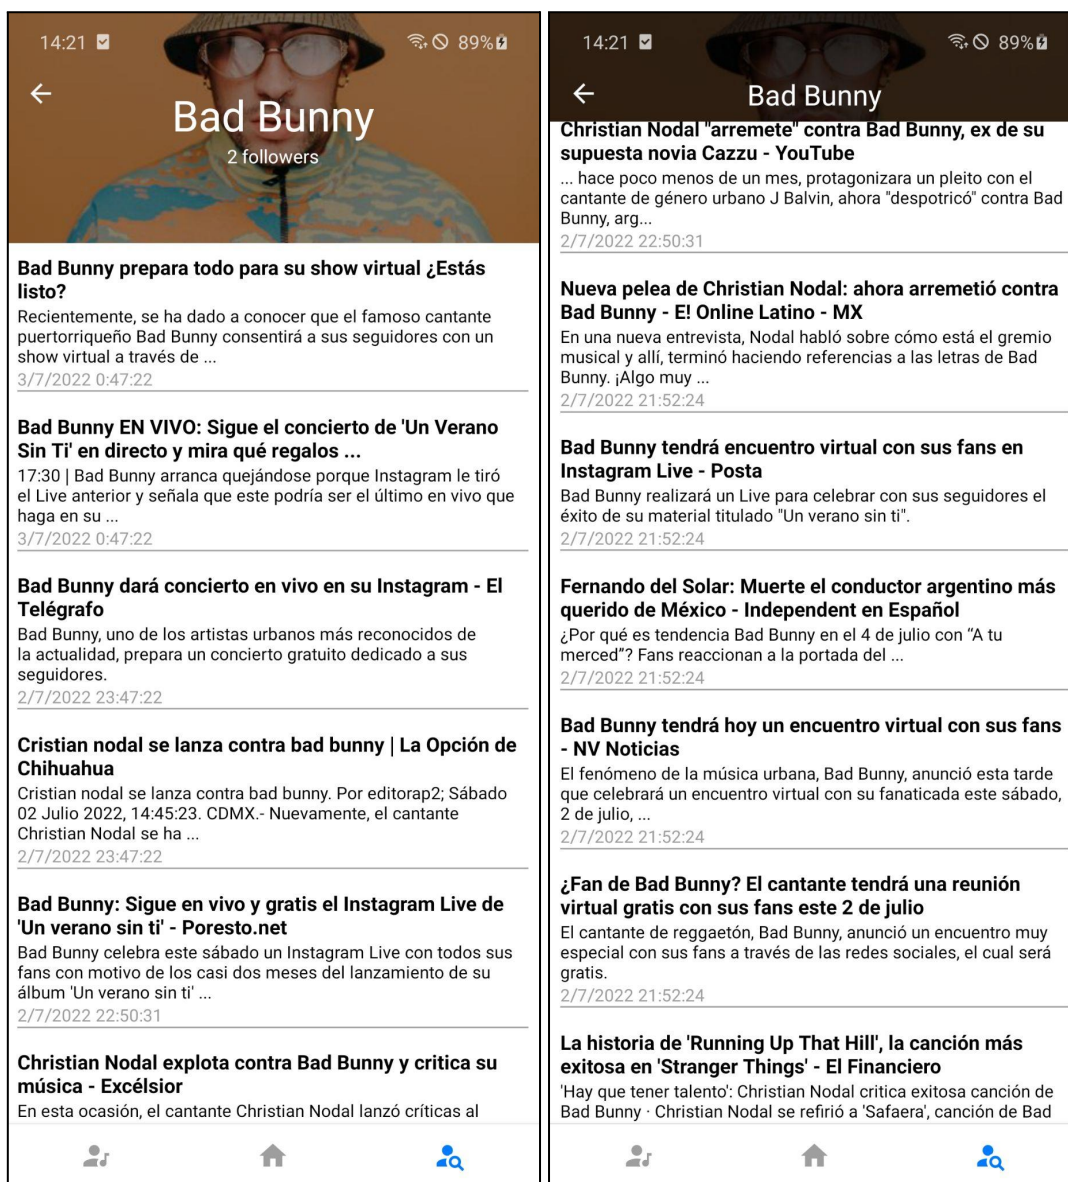 14:21 89%
Bad Bunny
2 followers
Bad Bunny prepara todo para su show virtual ¿Estás
listo?
Recientemente, se ha dado a conocer que el famoso cantante
puertorriqueño Bad Bunny consentirá a sus seguidores con un
show virtual a través de ...
3/7/2022 0:47:22
Bad Bunny EN VIVO: Sigue el concierto de 'Un Verano
Sin Ti' en directo y mira qué regalos ...
17:30 | Bad Bunny arranca quejándose porque Instagram le tiró
el Live anterior y señala que este podría ser el último en vivo que
haga en su ...
3/7/2022 0:47:22
Bad Bunny dará concierto en vivo en su Instagram - El
Telégrafo
Bad Bunny, uno de los artistas urbanos más reconocidos de
la actualidad, prepara un concierto gratuito dedicado a sus
seguidores.
2/7/2022 23:47:22
Cristian nodal se lanza contra bad bunny | La Opción de
Chihuahua
Cristian nodal se lanza contra bad bunny. Por editorap2; Sábado
02 Julio 2022, 14:45:23. CDMX.- Nuevamente, el cantante
Christian Nodal se ha ...
2/7/2022 23:47:22
Bad Bunny: Sigue en vivo y gratis el Instagram Live de
'Un verano sin ti' - Poresto.net
Bad Bunny celebra este sábado un Instagram Live con todos sus
fans con motivo de los casi dos meses del lanzamiento de su
álbum 'Un verano sin ti' ...
2/7/2022 22:50:31
Christian Nodal explota contra Bad Bunny y critica su
música - Excélsior
En esta ocasión, el cantante Christian Nodal lanzó críticas al
14:21 89%
Bad Bunny
Christian Nodal "arremete" contra Bad Bunny, ex de su
supuesta novia Cazzu - YouTube
... hace poco menos de un mes, protagonizara un pleito con el
cantante de género urbano J Balvin, ahora "despotricó" contra Bad
Bunny, arg...
2/7/2022 22:50:31
Nueva pelea de Christian Nodal: ahora arremetió contra
Bad Bunny - E! Online Latino - MX
En una nueva entrevista, Nodal habló sobre cómo está el gremio
musical y allí, terminó haciendo referencias a las letras de Bad
Bunny. ¡Algo muy ...
2/7/2022 21:52:24
Bad Bunny tendrá encuentro virtual con sus fans en
Instagram Live - Posta
Bad Bunny realizará un Live para celebrar con sus seguidores el
éxito de su material titulado "Un verano sin ti".
2/7/2022 21:52:24
Fernando del Solar: Muerte el conductor argentino más
querido de México - Independent en Español
¿Por qué es tendencia Bad Bunny en el 4 de julio con “A tu
merced”? Fans reaccionan a la portada del ...
2/7/2022 21:52:24
Bad Bunny tendrá hoy un encuentro virtual con sus fans
- NV Noticias
El fenómeno de la música urbana, Bad Bunny, anunció esta tarde
que celebrará un encuentro virtual con su fanaticada este sábado,
2 de julio, ...
2/7/2022 21:52:24
¿Fan de Bad Bunny? El cantante tendrá una reunión
virtual gratis con sus fans este 2 de julio
El cantante de reggaetón, Bad Bunny, anunció un encuentro muy
especial con sus fans a través de las redes sociales, el cual será
gratis.
2/7/2022 21:52:24
La historia de 'Running Up That Hill', la canción más
exitosa en 'Stranger Things' - El Financiero
'Hay que tener talento': Christian Nodal critica exitosa canción de
Bad Bunny · Christian Nodal se refirió a 'Safaera', canción de Bad